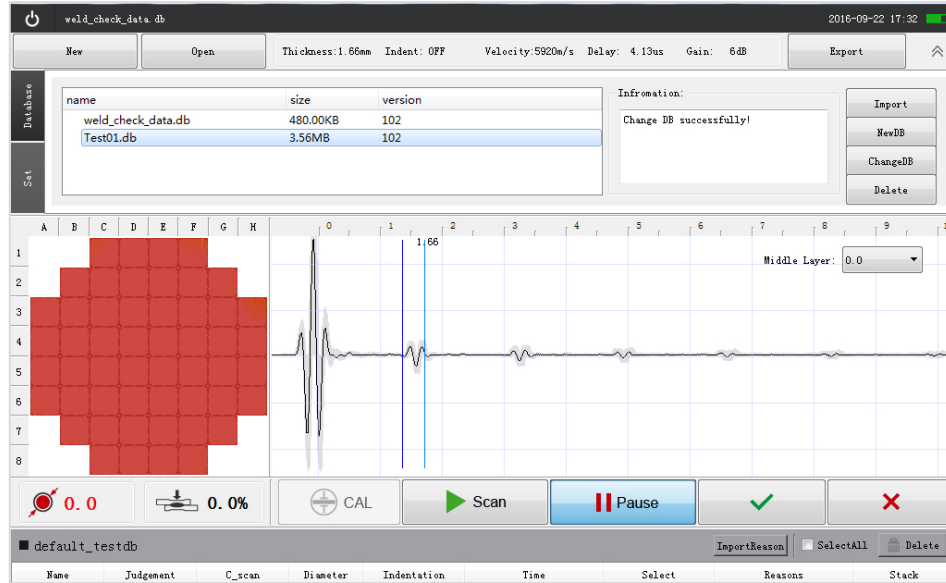 weld_check_data.db 2016-09-22 17:32
New Open Thickness:1.66mm Indent: OFF Velocity:5920m/s Delay: 4.13us Gain: 6dB Export
Database
Set
name size version
weld_check_data.db 480.00KB 102
Test01.db 3.56MB 102
Infromation:
Change DB successfully!
Import
NewDB
ChangeDB
Delete
A B C D E F G H
0 1 2 3 4 5 6 7 8 9 1
1.66
Middle Layer: 0.0
1
2
3
4
5
6
7
8
0.0 0.0% CAL Scan Pause
default_testdb ImportReason SelectAll Delete
Name Judgement C_scan Diameter Indentation Time Select Reasons Stack